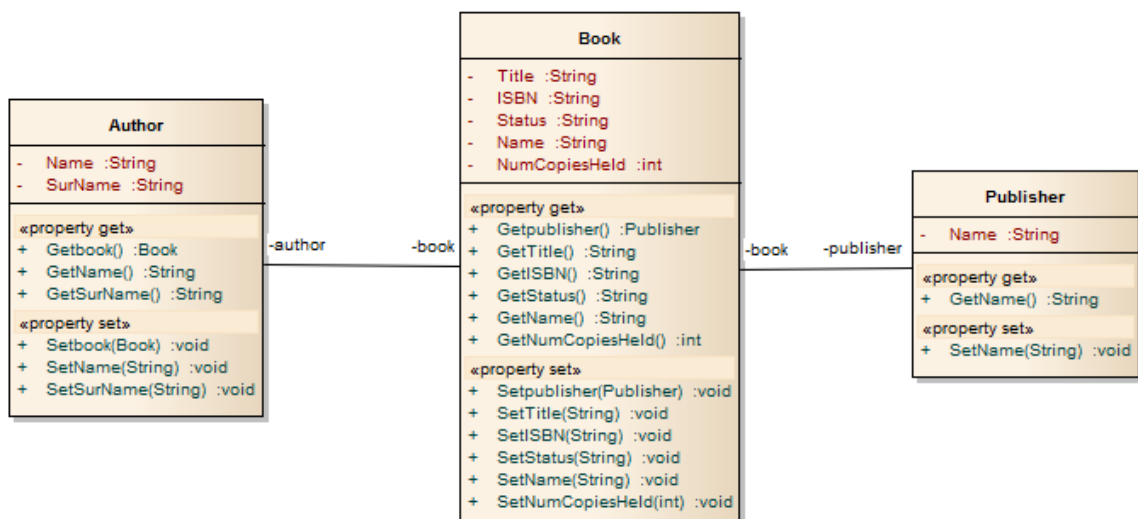 Author
- Name :String
- SurName :String
«property get»
+ Getbook() :Book
+ GetName() :String
+ GetSurName() :String
«property set»
+ Setbook(Book) :void
+ SetName(String) :void
+ SetSurName(String) :void
-author
-book
Book
- Title :String
- ISBN :String
- Status :String
- Name :String
- NumCopiesHeld :int
«property get»
+ Getpublisher() :Publisher
+ GetTitle() :String
+ GetISBN() :String
+ GetStatus() :String
+ GetName() :String
+ GetNumCopiesHeld() :int
«property set»
+ Setpublisher(Publisher) :void
+ SetTitle(String) :void
+ SetISBN(String) :void
+ SetStatus(String) :void
+ SetName(String) :void
+ SetNumCopiesHeld(int) :void
-book
-publisher
Publisher
- Name :String
«property get»
+ GetName() :String
«property set»
+ SetName(String) :void